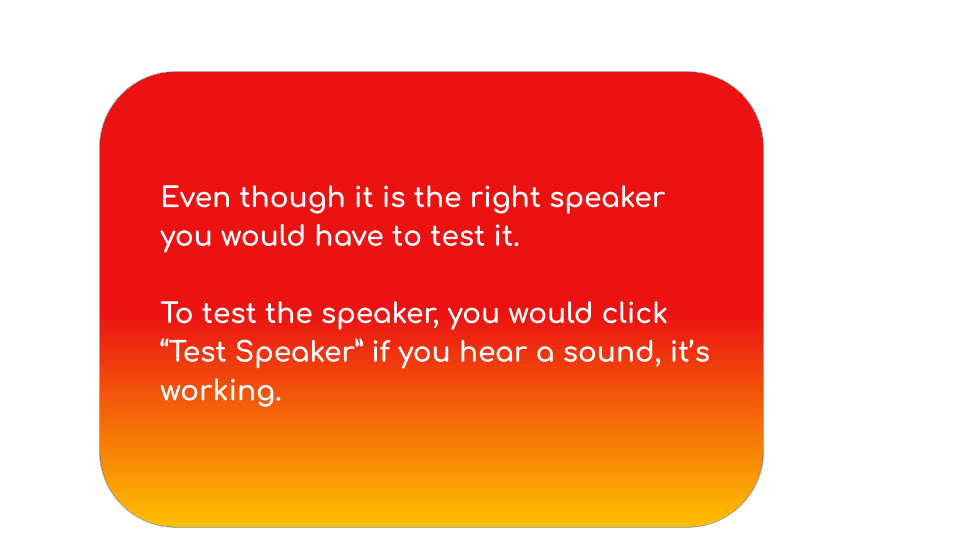 Even though it is the right speaker
you would have to test it.
To test the speaker, you would click
“Test Speaker” if you hear a sound, it’s
working.